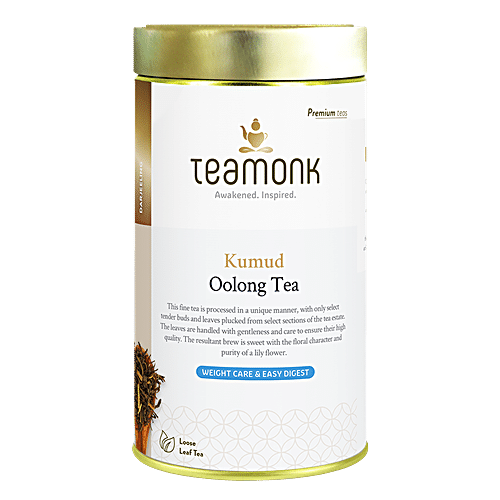 Premium teas
DARJEELING
teamonk
Awakened. Inspired.
Kumud
Oolong Tea
This fine tea is processed in a unique manner, with only select
tender buds and leaves plucked from select sections of the tea estate.
The leaves are handled with gentleness and care to ensure their high
quality. The resultant brew is sweet with the floral character and
purity of a lily flower.
WEIGHT CARE & EASY DIGEST
Loose
Leaf Tea